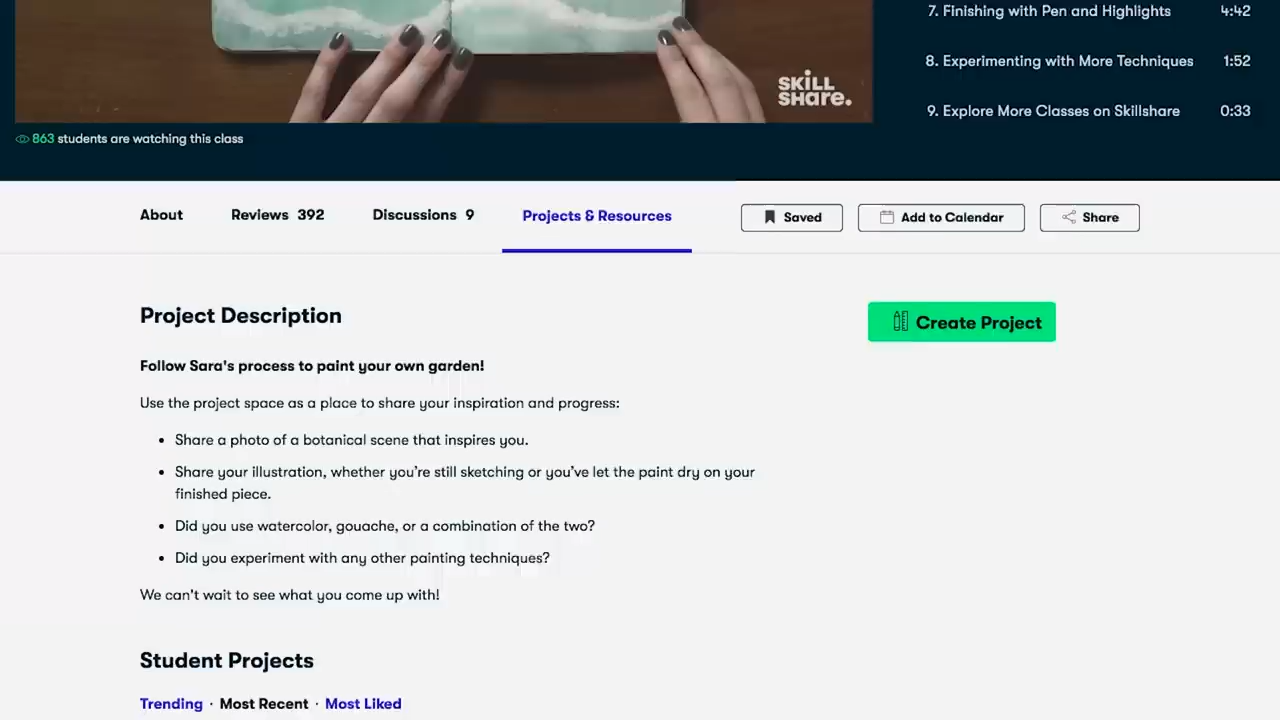 7. Finishing with Pen and Highlights 4:42
8. Experimenting with More Techniques 1:52
9. Explore More Classes on Skillshare 0:33
SKiLL
SHare.
863 students are watching this class
About Reviews 392 Discussions 9 Projects & Resources Saved Add to Calendar Share
Project Description
Create Project
Follow Sara's process to paint your own garden!
Use the project space as a place to share your inspiration and progress:
• Share a photo of a botanical scene that inspires you.
• Share your illustration, whether you’re still sketching or you’ve let the paint dry on your
finished piece.
• Did you use watercolor, gouache, or a combination of the two?
• Did you experiment with any other painting techniques?
We can't wait to see what you come up with!
Student Projects
Trending · Most Recent · Most Liked